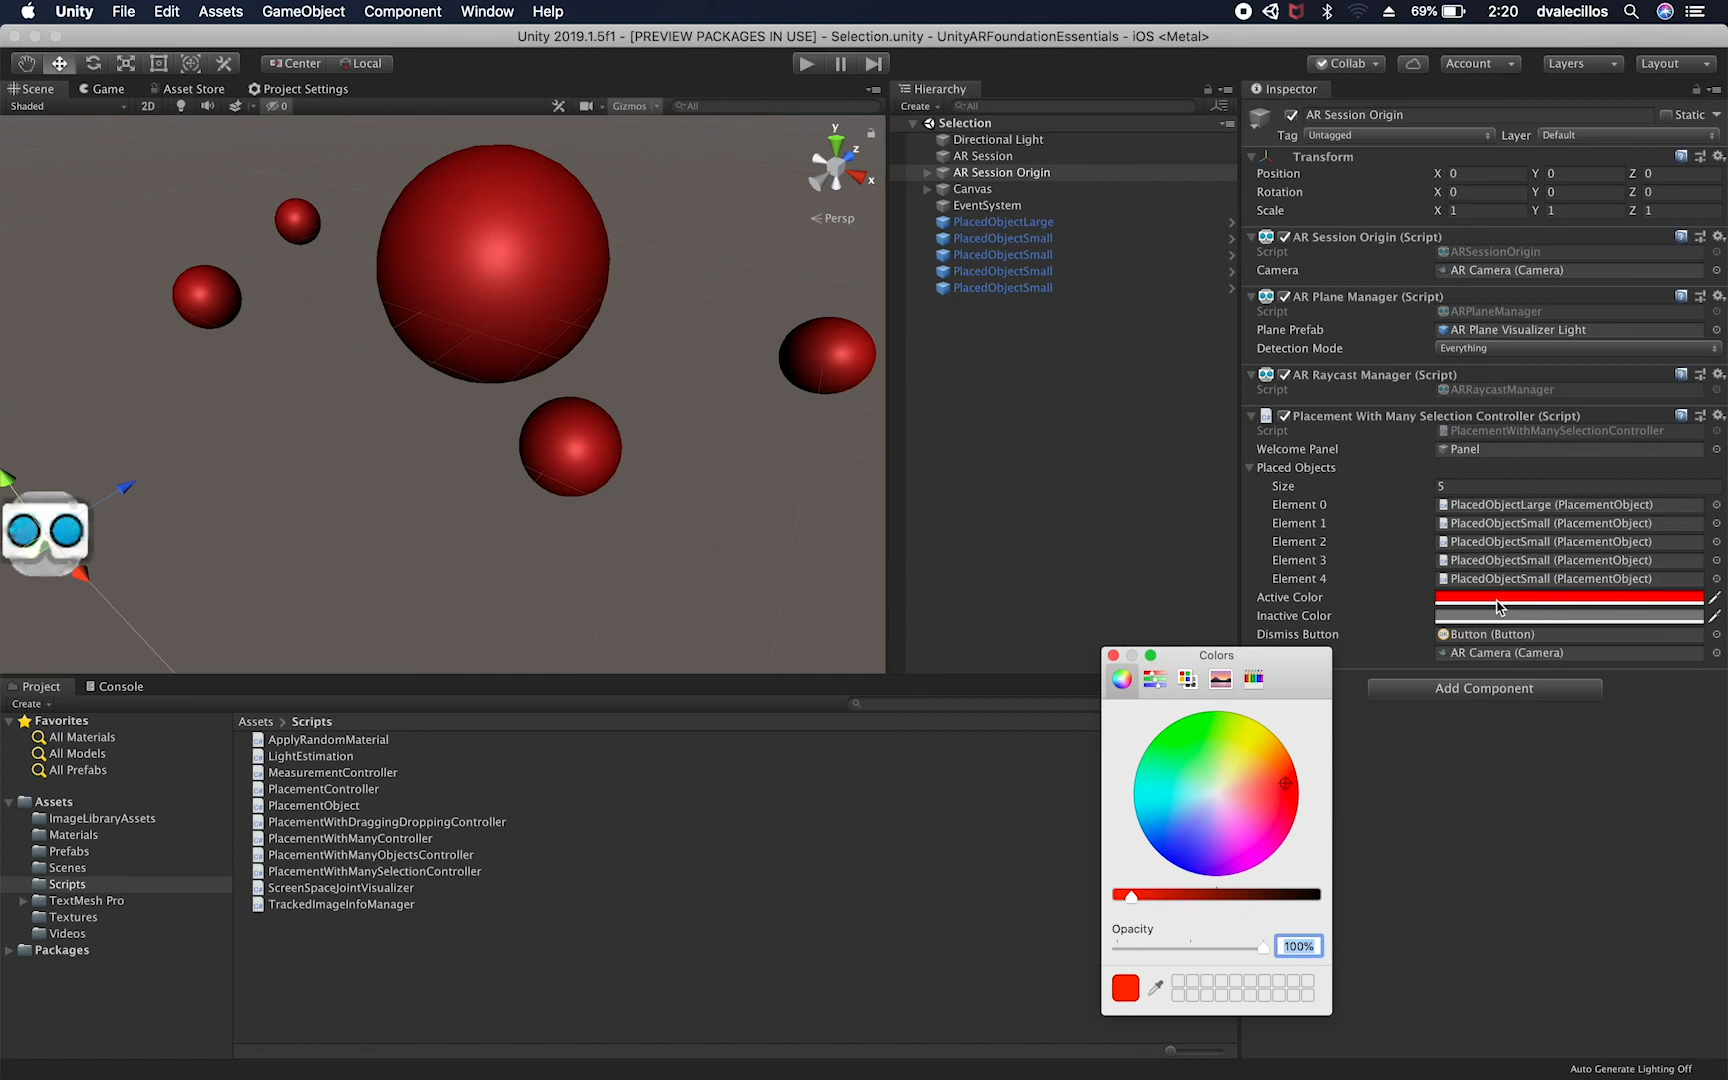 Unity File Edit Assets GameObject Component Window Help 69% 2:20 dvalecillos
Unity 2019.1.5f1 - [PREVIEW PACKAGES IN USE] - Selection.unity - UnityARFoundationEssentials - iOS <Metal>
Center Local Collab Account Layers Layout
Scene Game Asset Store Project Settings
Shaded 2D 0 Gizmos All
y
z
x
Persp
Hierarchy
Create All
Selection
Directional Light
AR Session
AR Session Origin
Canvas
EventSystem
PlacedObjectLarge
PlacedObjectSmall
PlacedObjectSmall
PlacedObjectSmall
PlacedObjectSmall
Inspector
AR Session Origin Static
Tag Untagged Layer Default
Transform
Position X 0 Y 0 Z 0
Rotation X 0 Y 0 Z 0
Scale X 1 Y 1 Z 1
AR Session Origin (Script)
Script ARSessionOrigin
Camera AR Camera (Camera)
AR Plane Manager (Script)
Script ARPlaneManager
Plane Prefab AR Plane Visualizer Light
Detection Mode Everything
AR Raycast Manager (Script)
Script ARRaycastManager
Placement With Many Selection Controller (Script)
Script PlacementWithManySelectionController
Welcome Panel Panel
Placed Objects
Size 5
Element 0 PlacedObjectLarge (PlacementObject)
Element 1 PlacedObjectSmall (PlacementObject)
Element 2 PlacedObjectSmall (PlacementObject)
Element 3 PlacedObjectSmall (PlacementObject)
Element 4 PlacedObjectSmall (PlacementObject)
Active Color
Inactive Color
Dismiss Button Button (Button)
AR Camera (Camera)
Add Component
Colors
Opacity
100%
Project Console
Create
Favorites
All Materials
All Models
All Prefabs
Assets
ImageLibraryAssets
Materials
Prefabs
Scenes
Scripts
TextMesh Pro
Textures
Videos
Packages
Assets > Scripts
ApplyRandomMaterial
LightEstimation
MeasurementController
PlacementController
PlacementObject
PlacementWithDraggingDroppingController
PlacementWithManyController
PlacementWithManyObjectsController
PlacementWithManySelectionController
ScreenSpaceJointVisualizer
TrackedImageInfoManager
Auto Generate Lighting Off